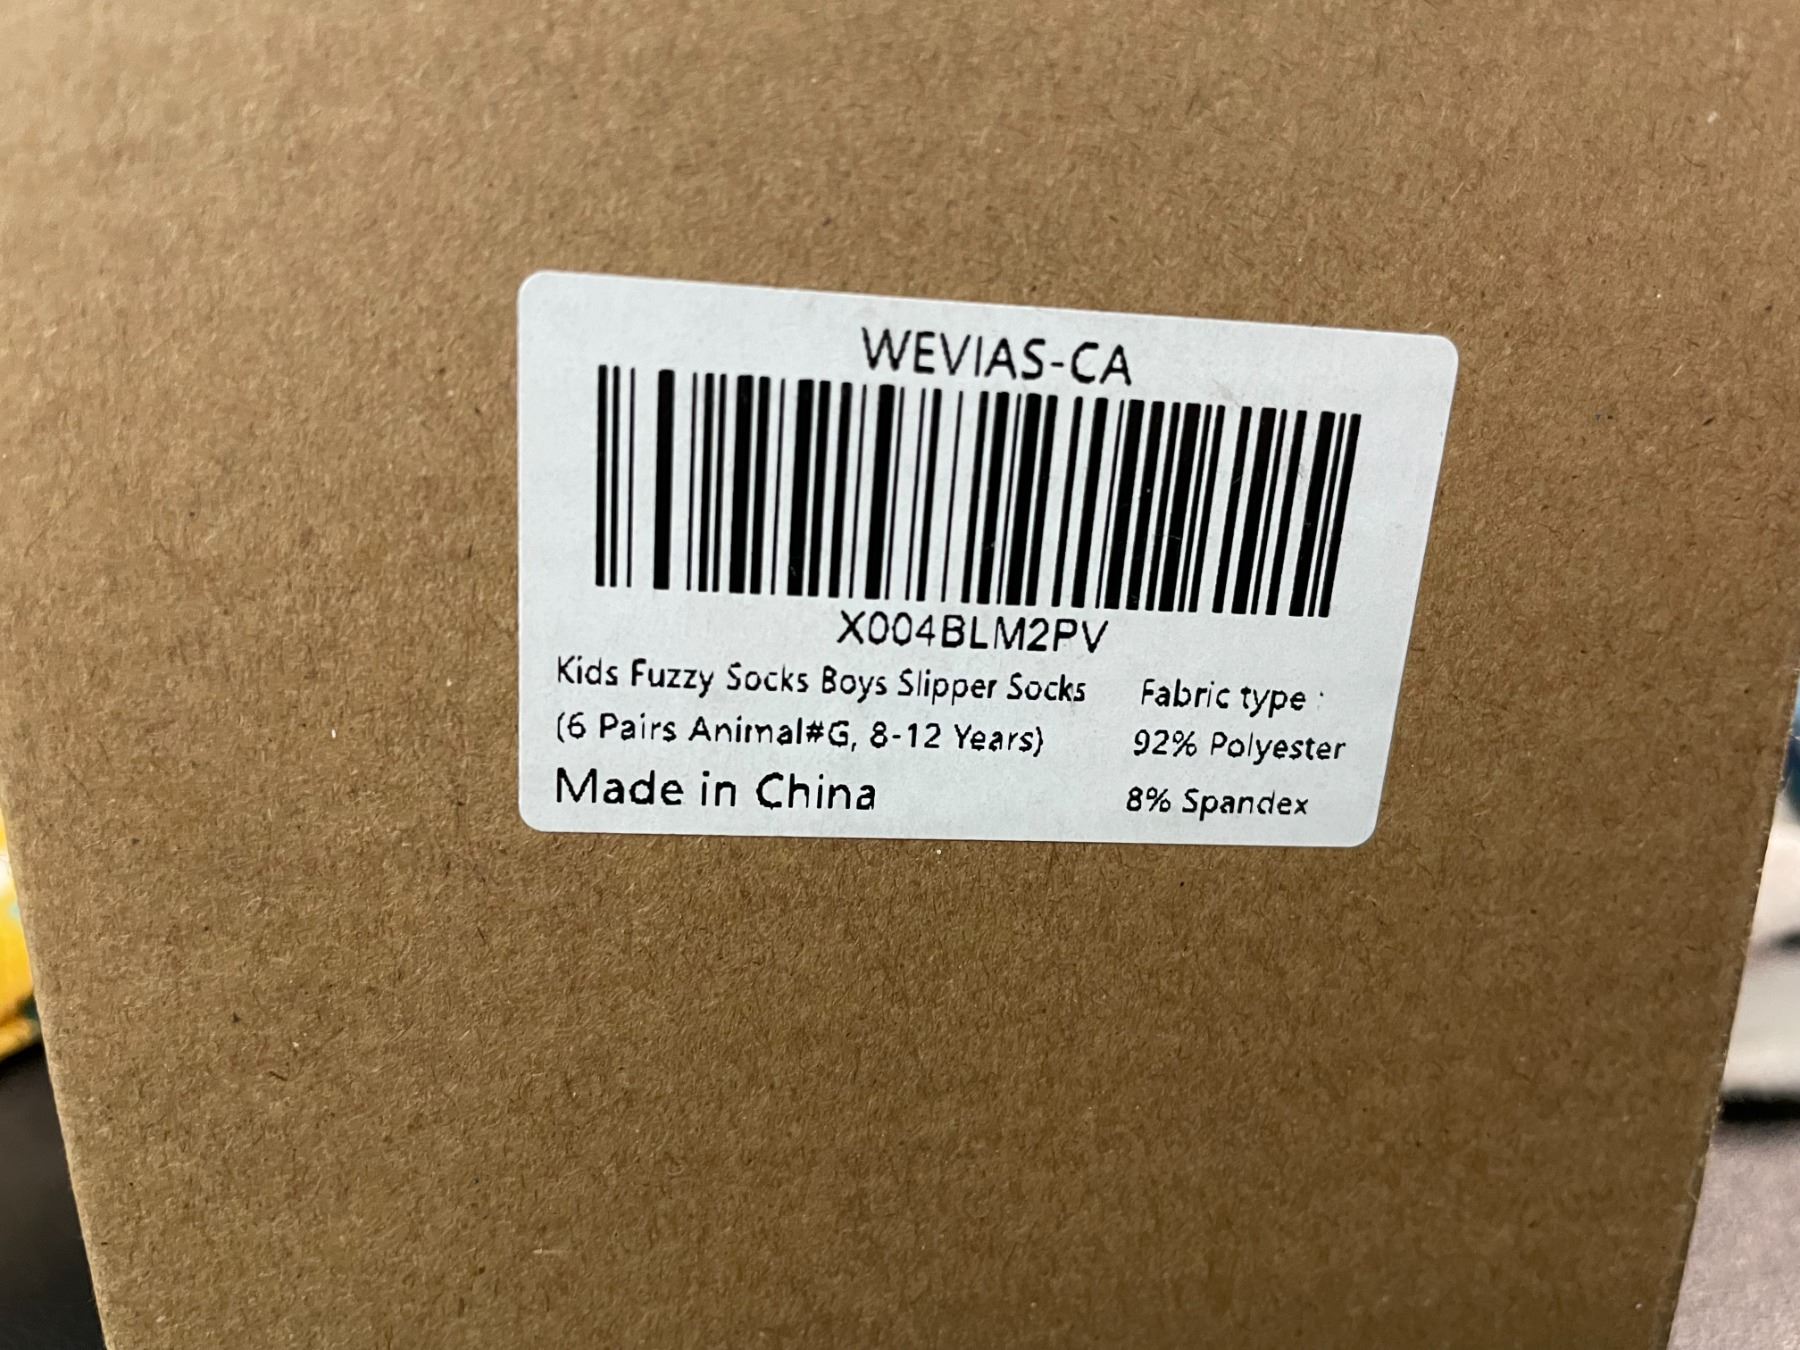 WEVIAS-CA
X004BLM2PV
Kids Fuzzy Socks Boys Slipper Socks
(6 Pairs Animal#G, 8-12 Years)
Made in China
Fabric type :
92% Polyester
8% Spandex